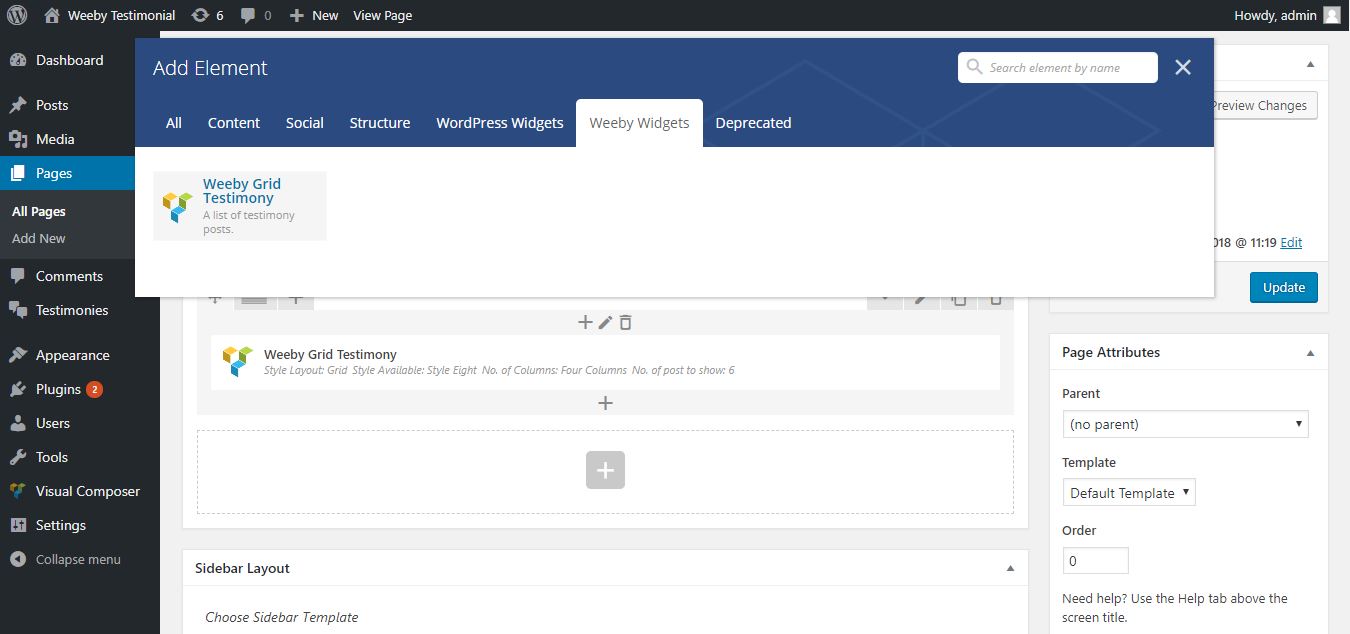 Weeby Testimonial 6 0 New View Page Howdy, admin
Dashboard
Posts
Media
Pages
All Pages
Add New
Comments
Testimonies
Appearance
Plugins 2
Users
Tools
Visual Composer
Settings
Collapse menu
Add Element
Search element by name
All Content Social Structure WordPress Widgets Weeby Widgets Deprecated
Weeby Grid
Testimony
A list of testimony
posts.
Preview Changes
018 @ 11:19 Edit
Update
Weeby Grid Testimony
Style Layout: Grid Style Available: Style Eight No. of Columns: Four Columns No. of post to show: 6
Sidebar Layout
Choose Sidebar Template
Page Attributes
Parent
(no parent)
Template
Default Template
Order
0
Need help? Use the Help tab above the
screen title.